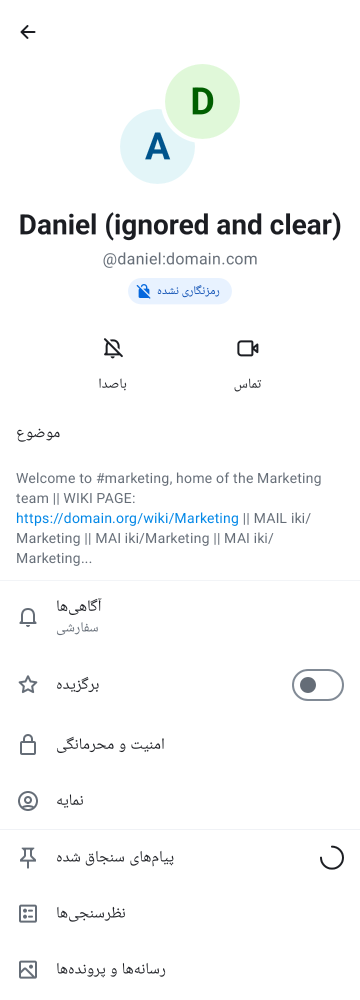 D
A
Daniel (ignored and clear)
@daniel:domain.com
رمزنگاری نشده
باصدا
تماس
موضوع
Welcome to #marketing, home of the Marketing
team || WIKI PAGE:
https://domain.org/wiki/Marketing || MAIL iki/
Marketing || MAI iki/Marketing || MAI iki/
Marketing...
آگاهی‌ها
سفارشی
برگزیده
امنیت و محرمانگی
نمایه
پیام‌های سنجاق شده
نظرسنجی‌ها
رسانه‌ها و پرونده‌ها